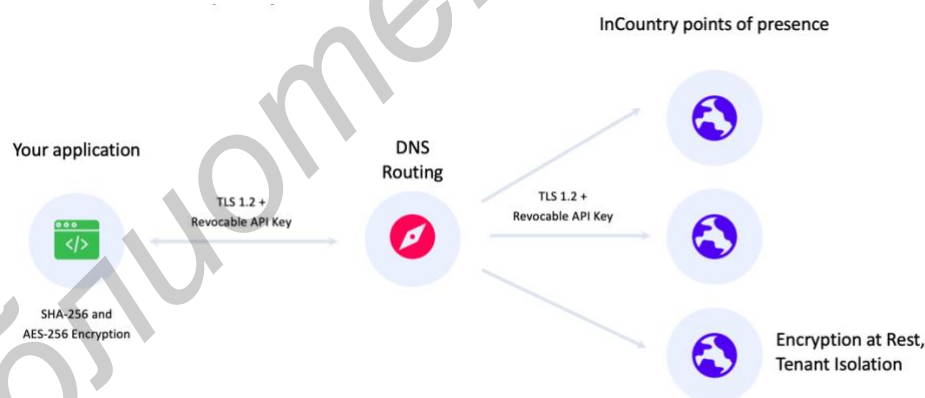 InCountry points of presence
Your application
DNS
Routing
TLS 1.2 +
Revocable API Key
TLS 1.2 +
Revocable API Key
</>
SHA-256 and
AES-256 Encryption
Encryption at Rest,
Tenant Isolation